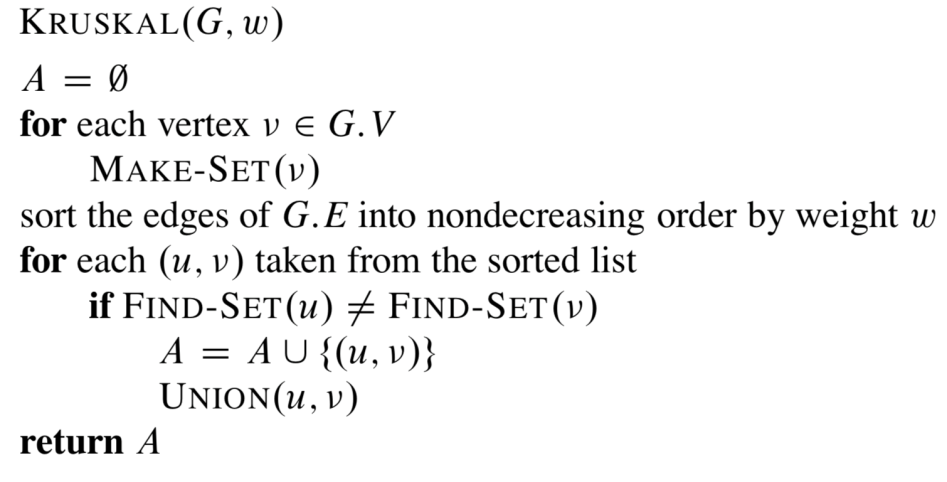 KRUSKAL(G, w)
A = ∅
for each vertex v ∈ G.V
MAKE-SET(v)
sort the edges of G.E into nondecreasing order by weight w
for each (u, v) taken from the sorted list
if FIND-SET(u) ≠ FIND-SET(v)
A = A ∪ {(u, v)}
UNION(u, v)
return A